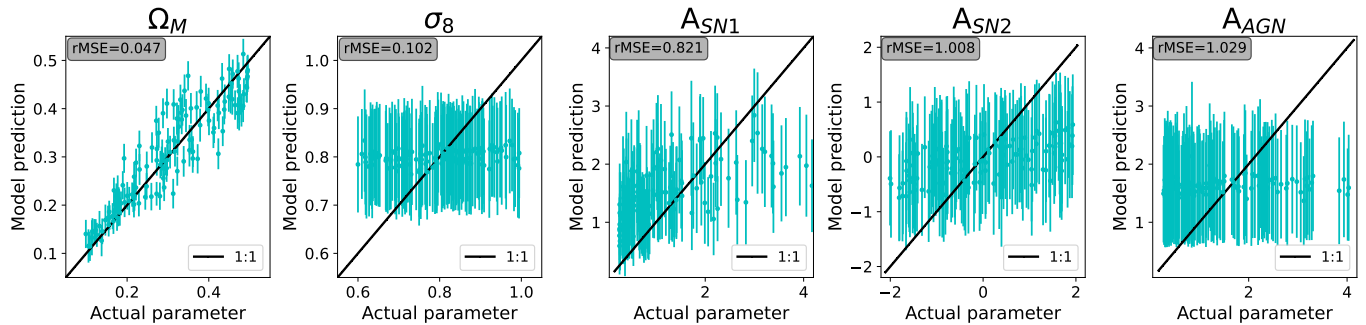 Ω_M
rMSE=0.047
0.5
0.4
0.3
0.2
0.1
Model prediction
0.2 0.4
Actual parameter
1:1
σ_8
rMSE=0.102
1.0
0.9
0.8
0.7
0.6
Model prediction
0.6 0.8 1.0
Actual parameter
1:1
A_SN1
rMSE=0.821
4
3
2
1
Model prediction
2 4
Actual parameter
1:1
A_SN2
rMSE=1.008
2
1
0
−1
−2
Model prediction
−2 0 2
Actual parameter
1:1
A_AGN
rMSE=1.029
4
3
2
1
Model prediction
2 4
Actual parameter
1:1